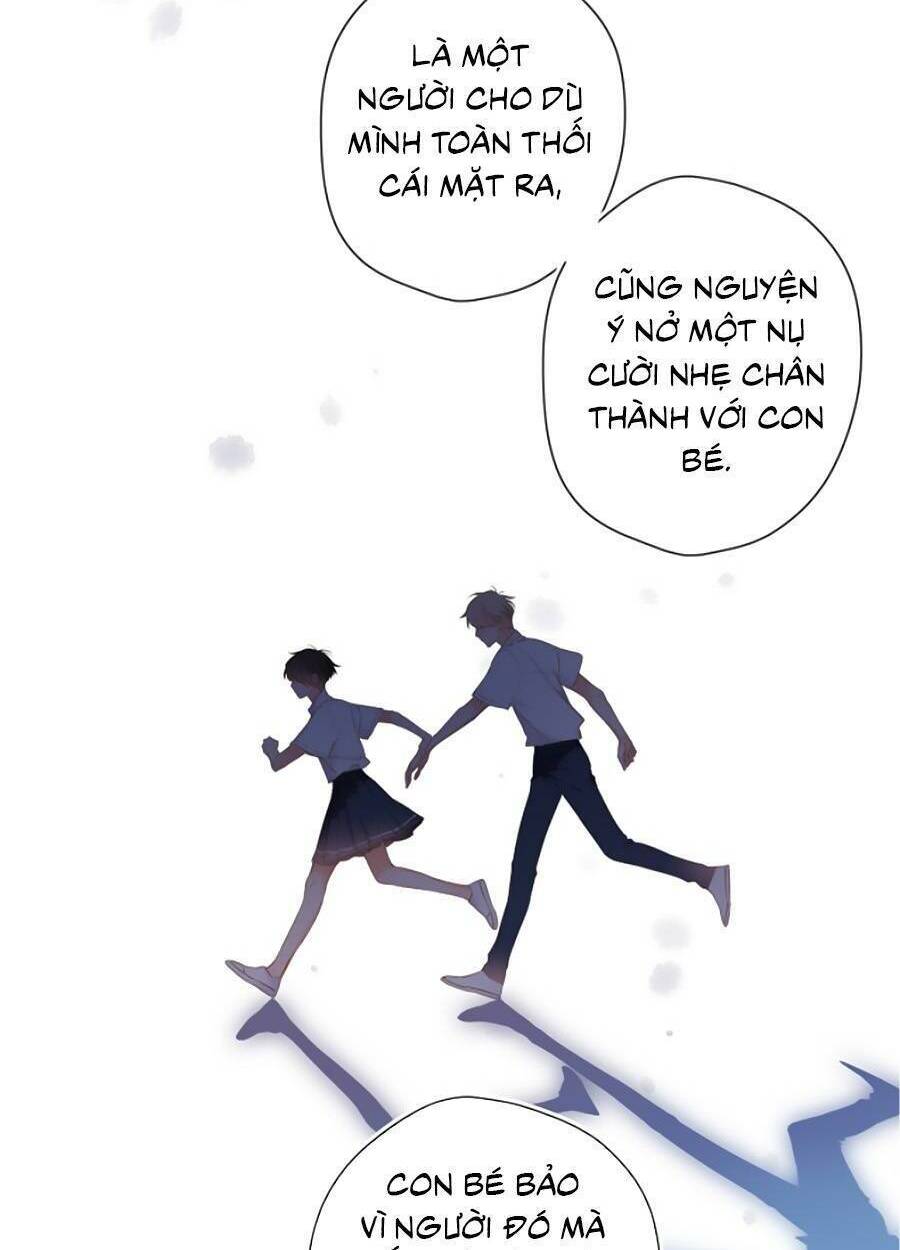 LÀ MỘT
NGƯỜI CHO DÙ
MÌNH TOÀN THỐI
CÁI MẶT RA,
CŨNG NGUYỆN
Ý NỞ MỘT NỤ
CƯỜI NHẸ CHÂN
THÀNH VỚI CON
BÉ.
CON BÉ BẢO
VÌ NGƯỜI ĐÓ MÀ